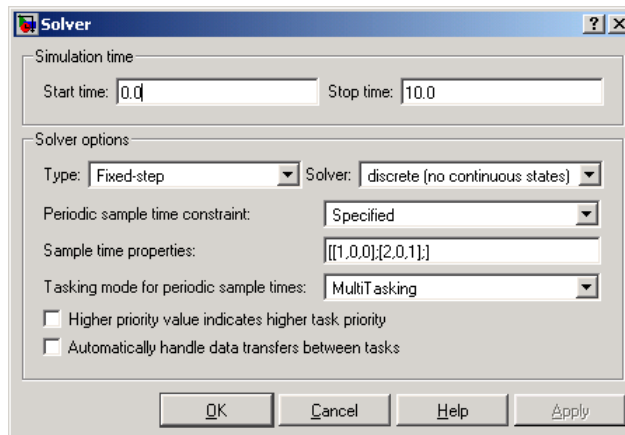 Solver
Simulation time
Start time: 0.0 Stop time: 10.0
Solver options
Type: Fixed-step Solver: discrete (no continuous states)
Periodic sample time constraint: Specified
Sample time properties: [[1,0,0];[2,0,1];]
Tasking mode for periodic sample times: MultiTasking
Higher priority value indicates higher task priority
Automatically handle data transfers between tasks
OK Cancel Help Apply